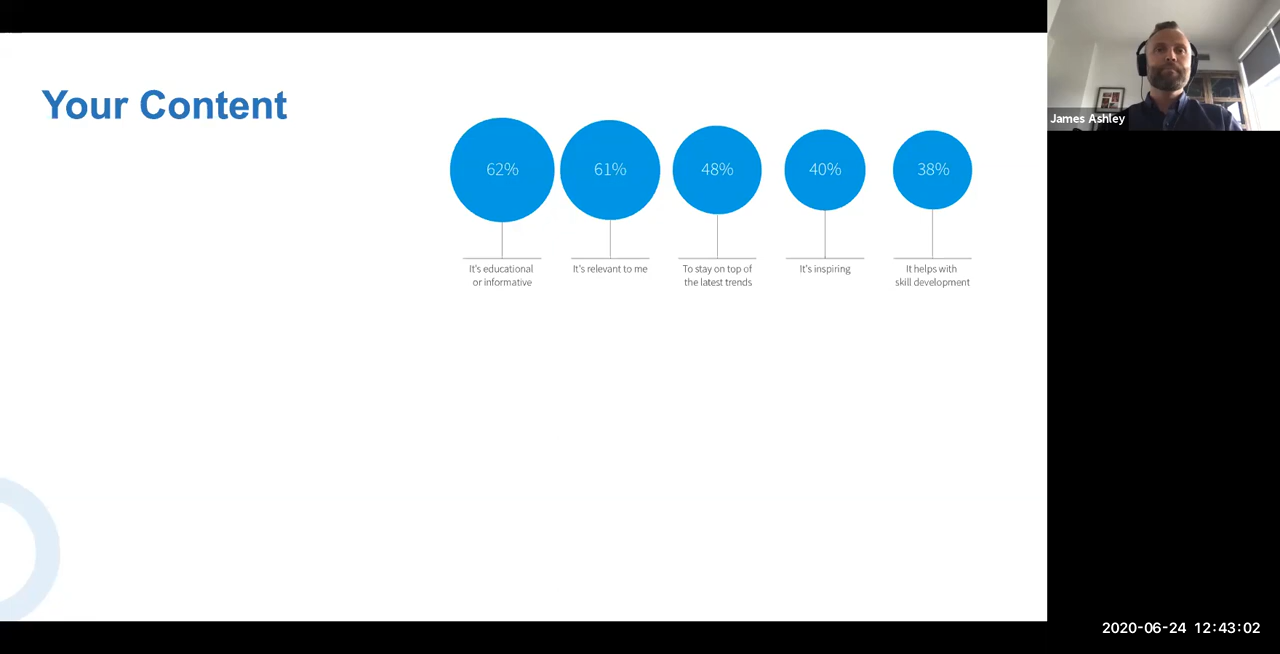 Your Content
62%
61%
48%
40%
38%
It's educational
or informative
It's relevant to me
To stay on top of
the latest trends
It's inspiring
It helps with
skill development
James Ashley
2020-06-24 12:43:02